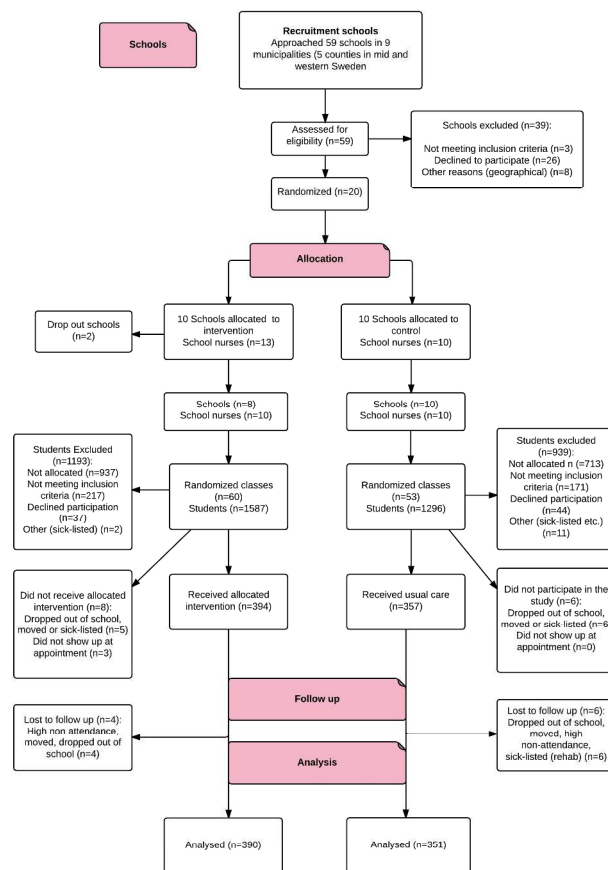 Schools
Recruitment schools
Approached 59 schools in 9
municipalities (5 counties in mid and
western Sweden
Assessed for
eligibility (n=59)
Schools excluded (n=39):
Not meeting inclusion criteria (n=3)
Declined to participate (n=26)
Other reasons (geographical) (n=8)
Randomized (n=20)
Allocation
Drop out schools
(n=2)
10 Schools allocated to
intervention
School nurses (n=13)
10 Schools allocated to
control
School nurses (n=10)
Schools (n=8)
School nurses (n=10)
Schools (n=10)
School nurses (n=10)
Students Excluded
(n=1193):
Not allocated (n=937)
Not meeting inclusion
criteria (n=217)
Declined participation
(n=37)
Other (sick-listed) (n=2)
Randomized classes
(n=60)
Students (n=1587)
Randomized classes
(n=53)
Students (n=1296)
Students excluded
(n=939):
Not allocated n (=713)
Not meeting inclusion
criteria (n=171)
Declined participation
(n=44)
Other (sick-listed etc.)
(n=11)
Did not receive allocated
intervention (n=8):
Dropped out of school,
moved or sick-listed (n=5)
Did not show up at
appointment (n=3)
Received allocated
intervention (n=394)
Received usual care
(n=357)
Did not participate in the
study (n=6):
Dropped out of school,
moved or sick-listed (n=6
Did not show up at
appointment (n=0)
Follow up
Lost to follow up (n=4):
High non attendance,
moved, dropped out of
school (n=4)
Lost to follow up (n=6):
Dropped out of school,
moved, high
non-attendance,
sick-listed (rehab) (n=6)
Analysis
Analysed (n=390)
Analysed (n=351)